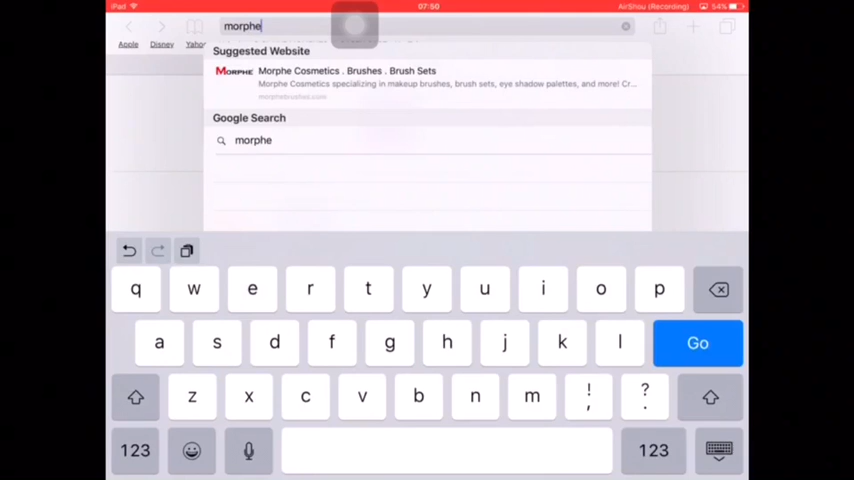 iPad 07:50 AirShou (Recording) 54%
morphe
Apple Disney Yahoo
Suggested Website
MORPHE Morphe Cosmetics . Brushes . Brush Sets
Morphe Cosmetics specializing in makeup brushes, brush sets, eye shadow palettes, and more! Cr...
morphebrushes.com
Google Search
morphe
q w e r t y u i o p
a s d f g h j k l Go
z x c v b n m ! , ? .
123 123